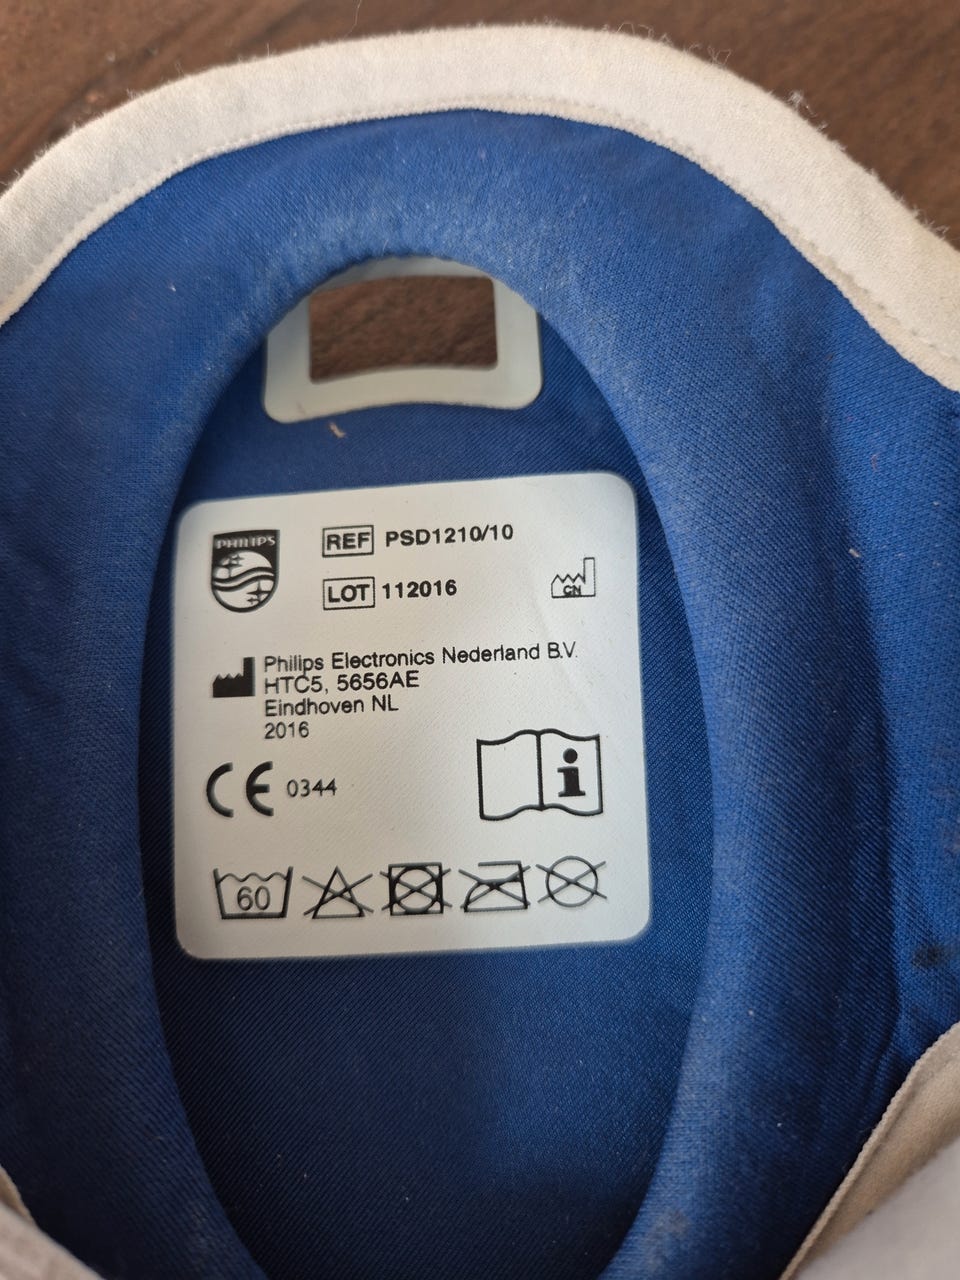 PHILIPS
REF PSD1210/10
LOT 112016
CN
Philips Electronics Nederland B.V.
HTC5, 5656AE
Eindhoven NL
2016
CE 0344
i
60